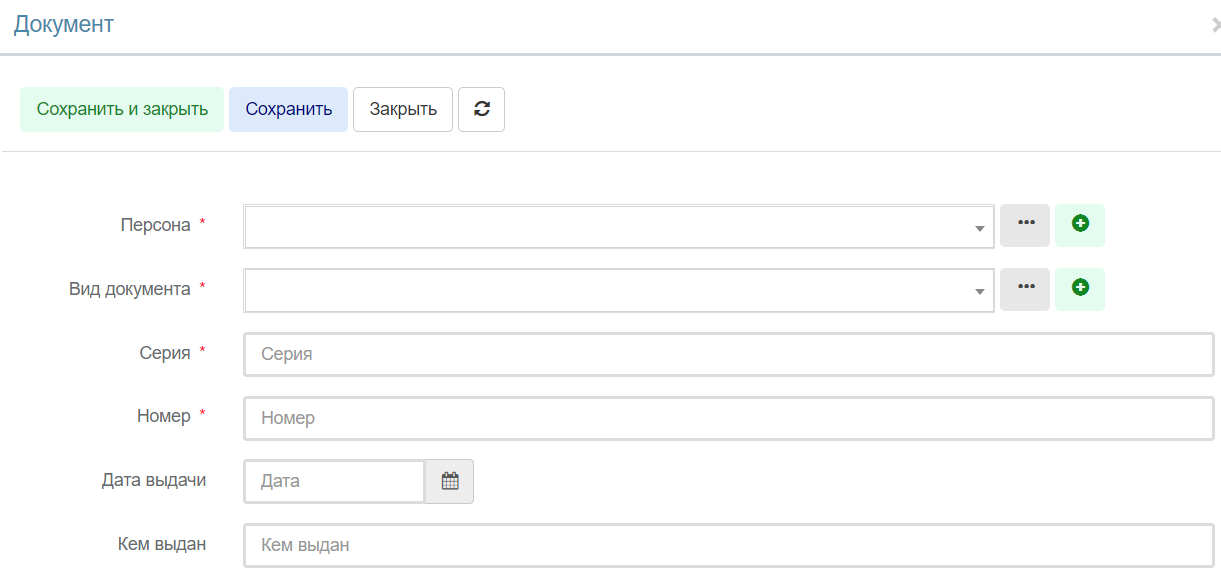 Документ
Сохранить и закрыть Сохранить Закрыть
Персона *
Вид документа *
Серия * Серия
Номер * Номер
Дата выдачи Дата
Кем выдан Кем выдан